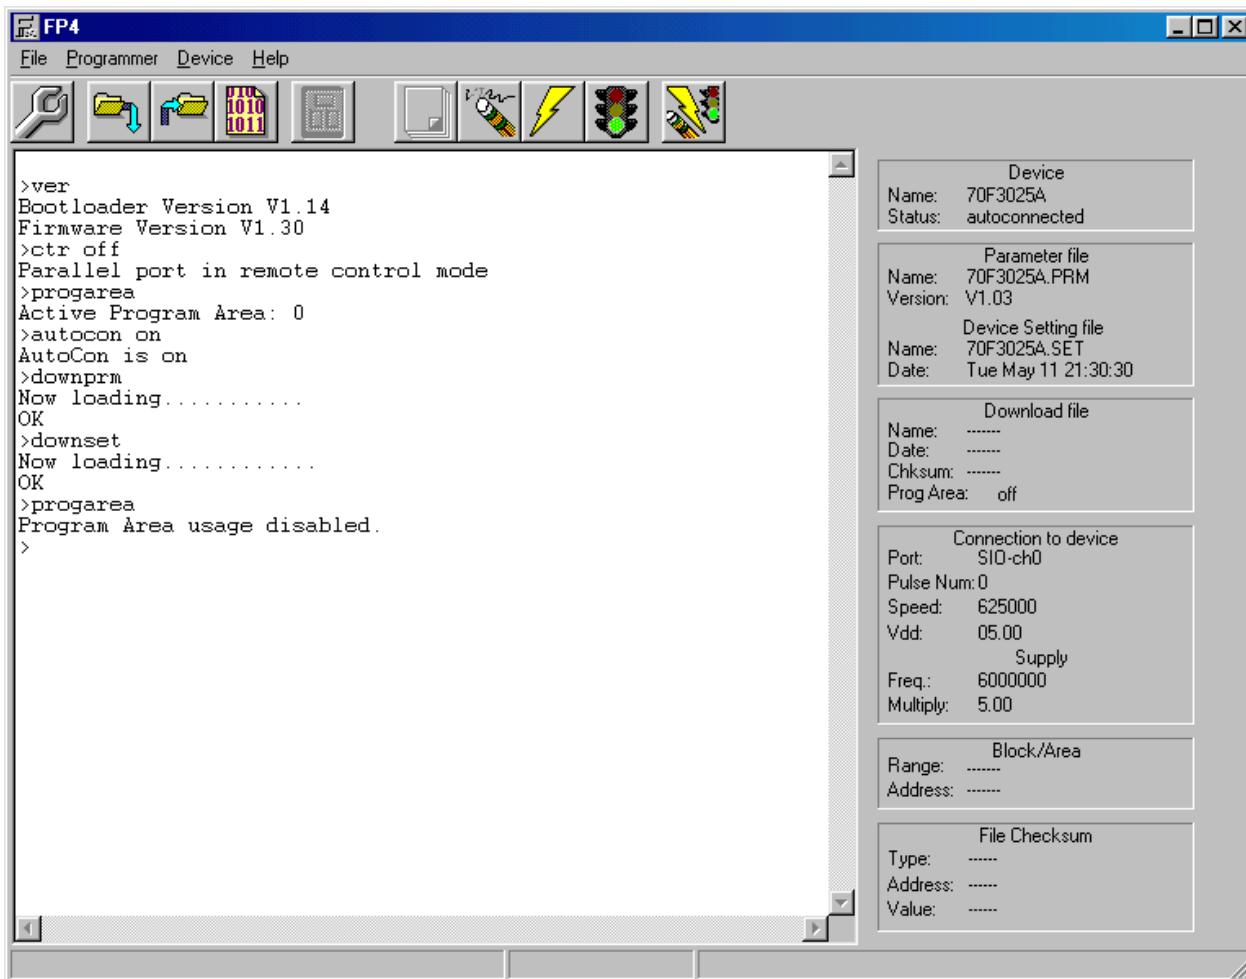 FP4
File Programmer Device Help
010
1010
1011
>ver
Bootloader Version V1.14
Firmware Version V1.30
>ctr off
Parallel port in remote control mode
>progarea
Active Program Area: 0
>autocon on
AutoCon is on
>downprm
Now loading...........
OK
>downset
Now loading............
OK
>progarea
Program Area usage disabled.
>
Device
Name: 70F3025A
Status: autoconnected
Parameter file
Name: 70F3025A.PRM
Version: V1.03
Device Setting file
Name: 70F3025A.SET
Date: Tue May 11 21:30:30
Download file
Name: -------
Date: -------
Chksum: -------
Prog Area: off
Connection to device
Port: SIO-ch0
Pulse Num: 0
Speed: 625000
Vdd: 05.00
Supply
Freq.: 6000000
Multiply: 5.00
Block/Area
Range: -------
Address: -------
File Checksum
Type: ------
Address: ------
Value: ------